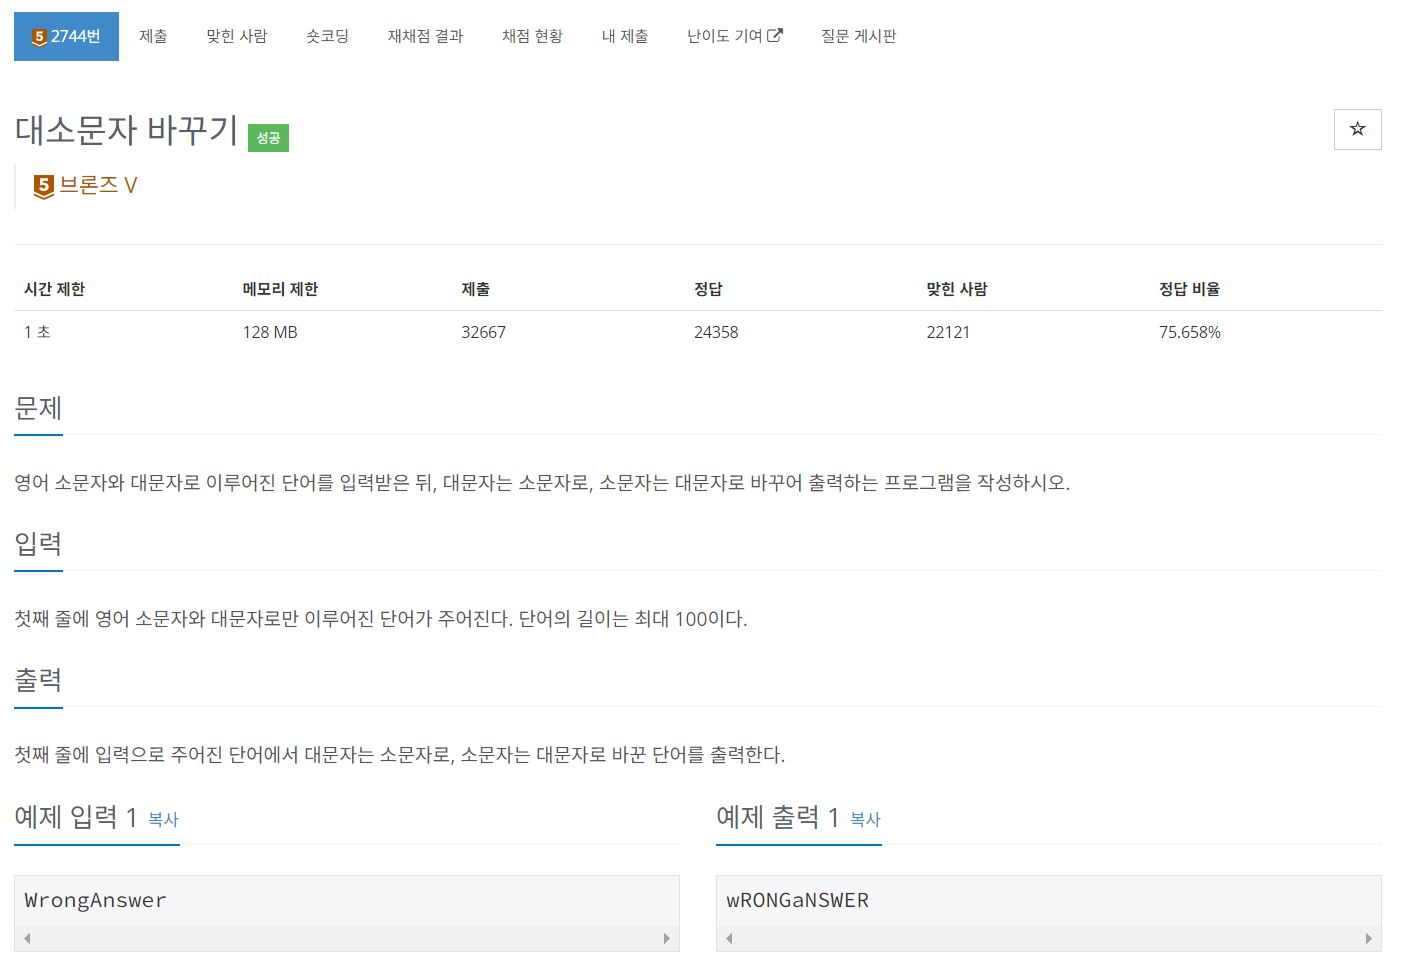 5 2744번 제출 맞힌 사람 숏코딩 재채점 결과 채점 현황 내 제출 난이도 기여 질문 게시판
대소문자 바꾸기 성공
5 브론즈 V
시간 제한 메모리 제한 제출 정답 맞힌 사람 정답 비율
1 초 128 MB 32667 24358 22121 75.658%
문제
영어 소문자와 대문자로 이루어진 단어를 입력받은 뒤, 대문자는 소문자로, 소문자는 대문자로 바꾸어 출력하는 프로그램을 작성하시오.
입력
첫째 줄에 영어 소문자와 대문자로만 이루어진 단어가 주어진다. 단어의 길이는 최대 100이다.
출력
첫째 줄에 입력으로 주어진 단어에서 대문자는 소문자로, 소문자는 대문자로 바꾼 단어를 출력한다.
예제 입력 1 복사
WrongAnswer
예제 출력 1 복사
wRONGaNSWER